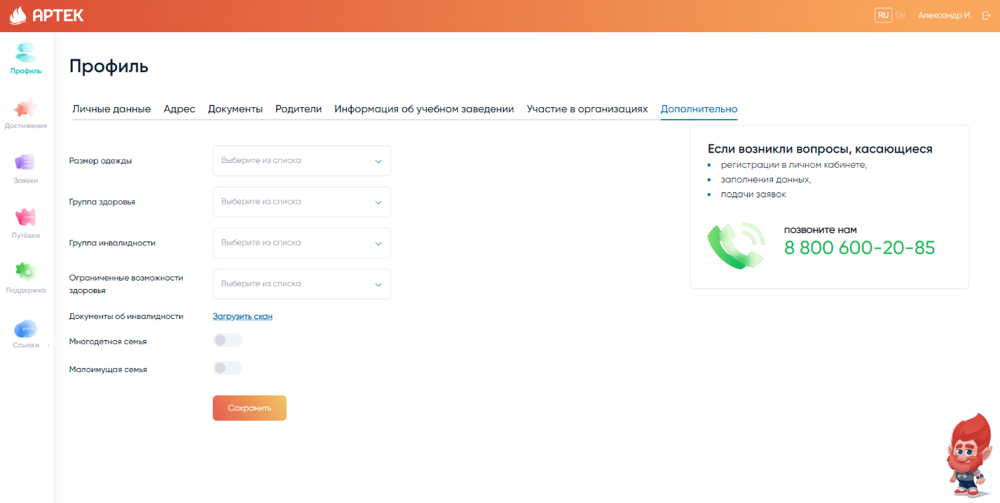 АРТЕК
RU EN Александр И.
Профиль
Достижения
Заявки
Путёвки
Поддержка
www
Ссылки
Профиль
Личные данные Адрес Документы Родители Информация об учебном заведении Участие в организациях Дополнительно
Размер одежды Выберите из списка
Группа здоровья Выберите из списка
Группа инвалидности Выберите из списка
Ограниченные возможности
здоровья Выберите из списка
Документы об инвалидности Загрузить скан
Многодетная семья
Малоимущая семья
Сохранить
Если возникли вопросы, касающиеся
регистрации в личном кабинете,
заполнения данных,
подачи заявок
позвоните нам
8 800 600-20-85